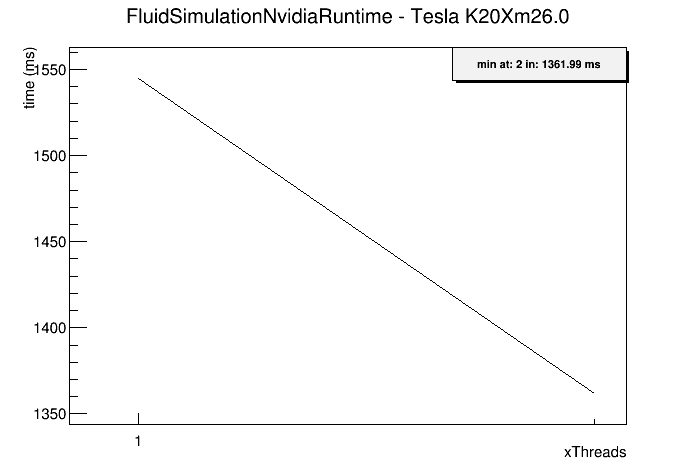 FluidSimulationNvidiaRuntime - Tesla K20Xm26.0
min at: 2 in: 1361.99 ms
time (ms)
1550
1500
1450
1400
1350
1
xThreads